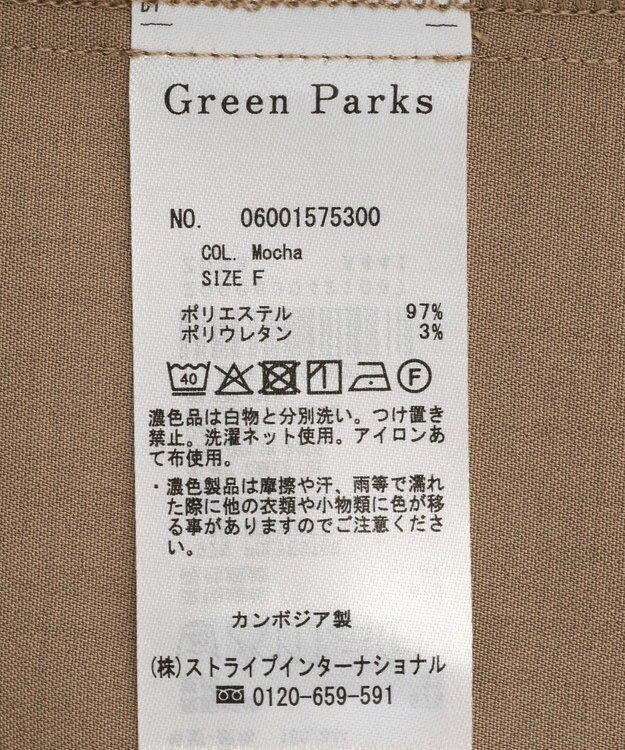 Green Parks
NO. 06001575300
COL. Mocha
SIZE F
ポリエステル 97%
ポリウレタン 3%
40 F
濃色品は白物と分別洗い。つけ置き
禁止。洗濯ネット使用。アイロンあ
て布使用。
・濃色製品は摩擦や汗、雨等で濡れ
た際に他の衣類や小物類に色が移
る事がありますのでご注意くださ
い。
カンボジア製
(株)ストライプインターナショナル
0120-659-591